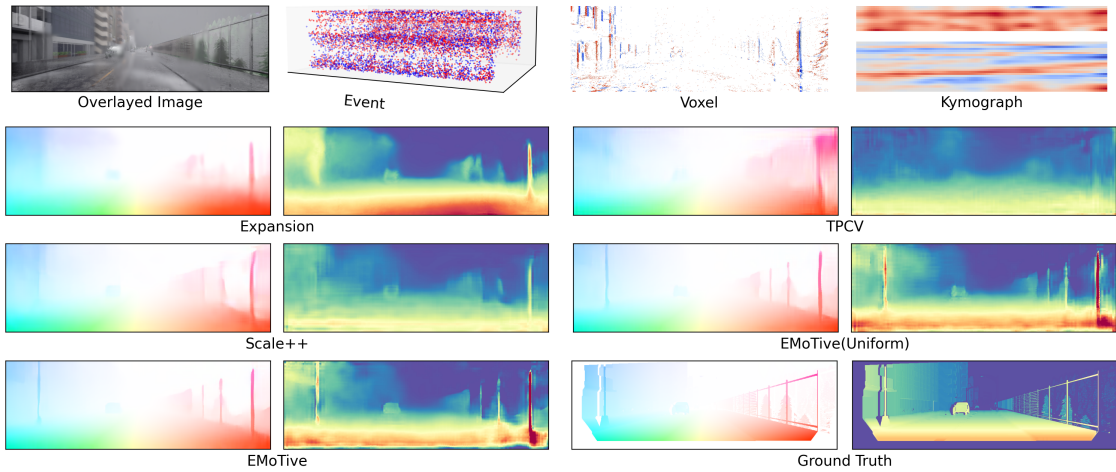 Overlayed Image
Event
Voxel
Kymograph
Expansion
TPCV
Scale++
EMoTive(Uniform)
EMoTive
Ground Truth